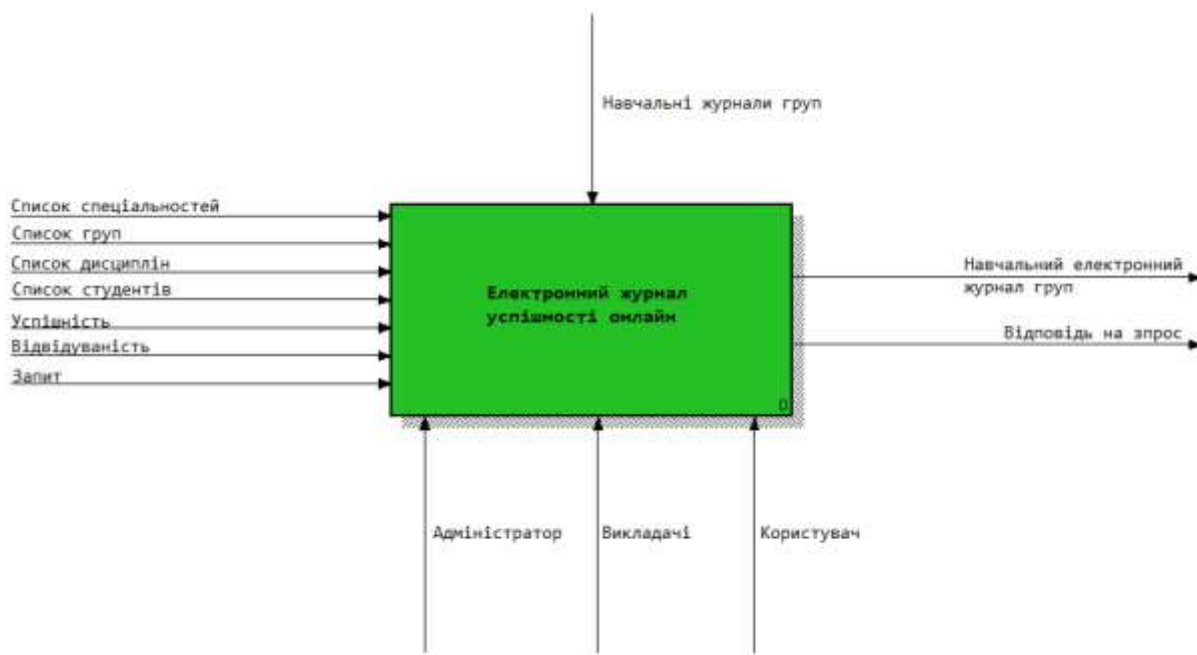 Навчальні журнали груп
Список спеціальностей
Список груп
Список дисциплін
Список студентів
Успішність
Відвідуваність
Запит
Електронний журнал
успішності онлайн
0
Навчальний електронний
журнал груп
Відповідь на зпрос
Адміністратор
Викладачі
Користувач